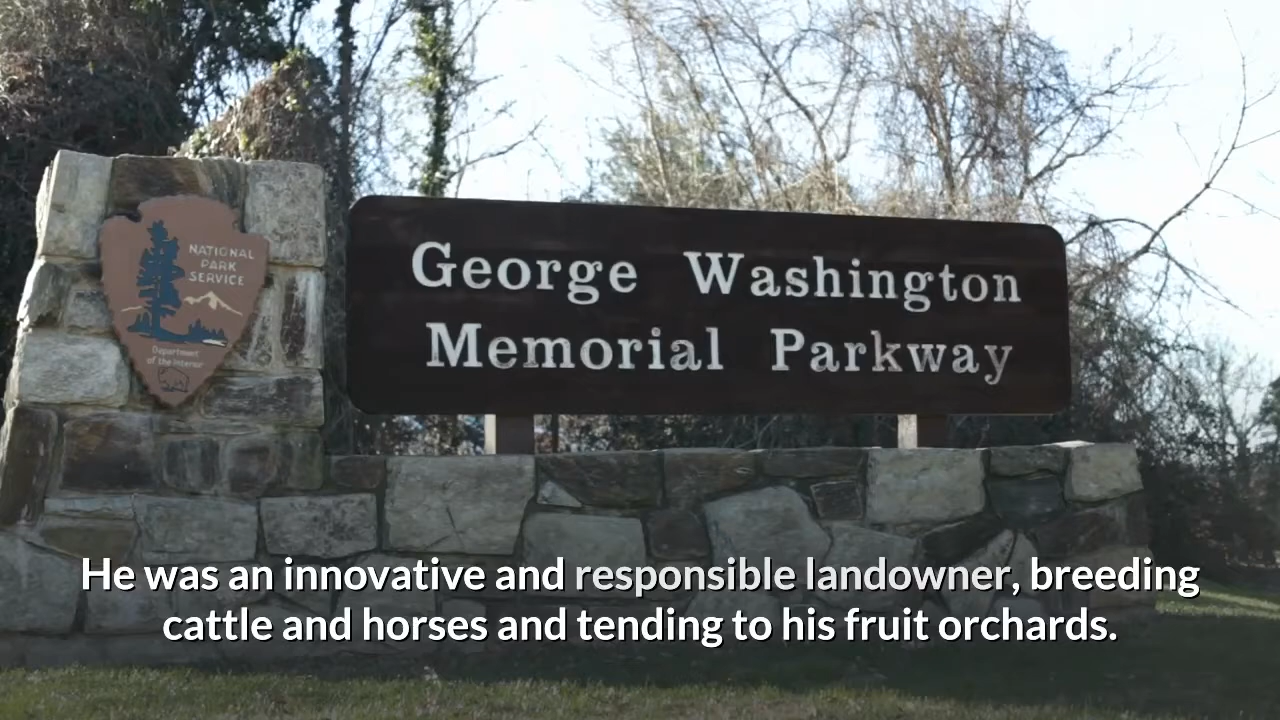 NATIONAL
PARK
SERVICE
Department
of the Interior
George Washington
Memorial Parkway
He was an innovative and responsible landowner, breeding
cattle and horses and tending to his fruit orchards.